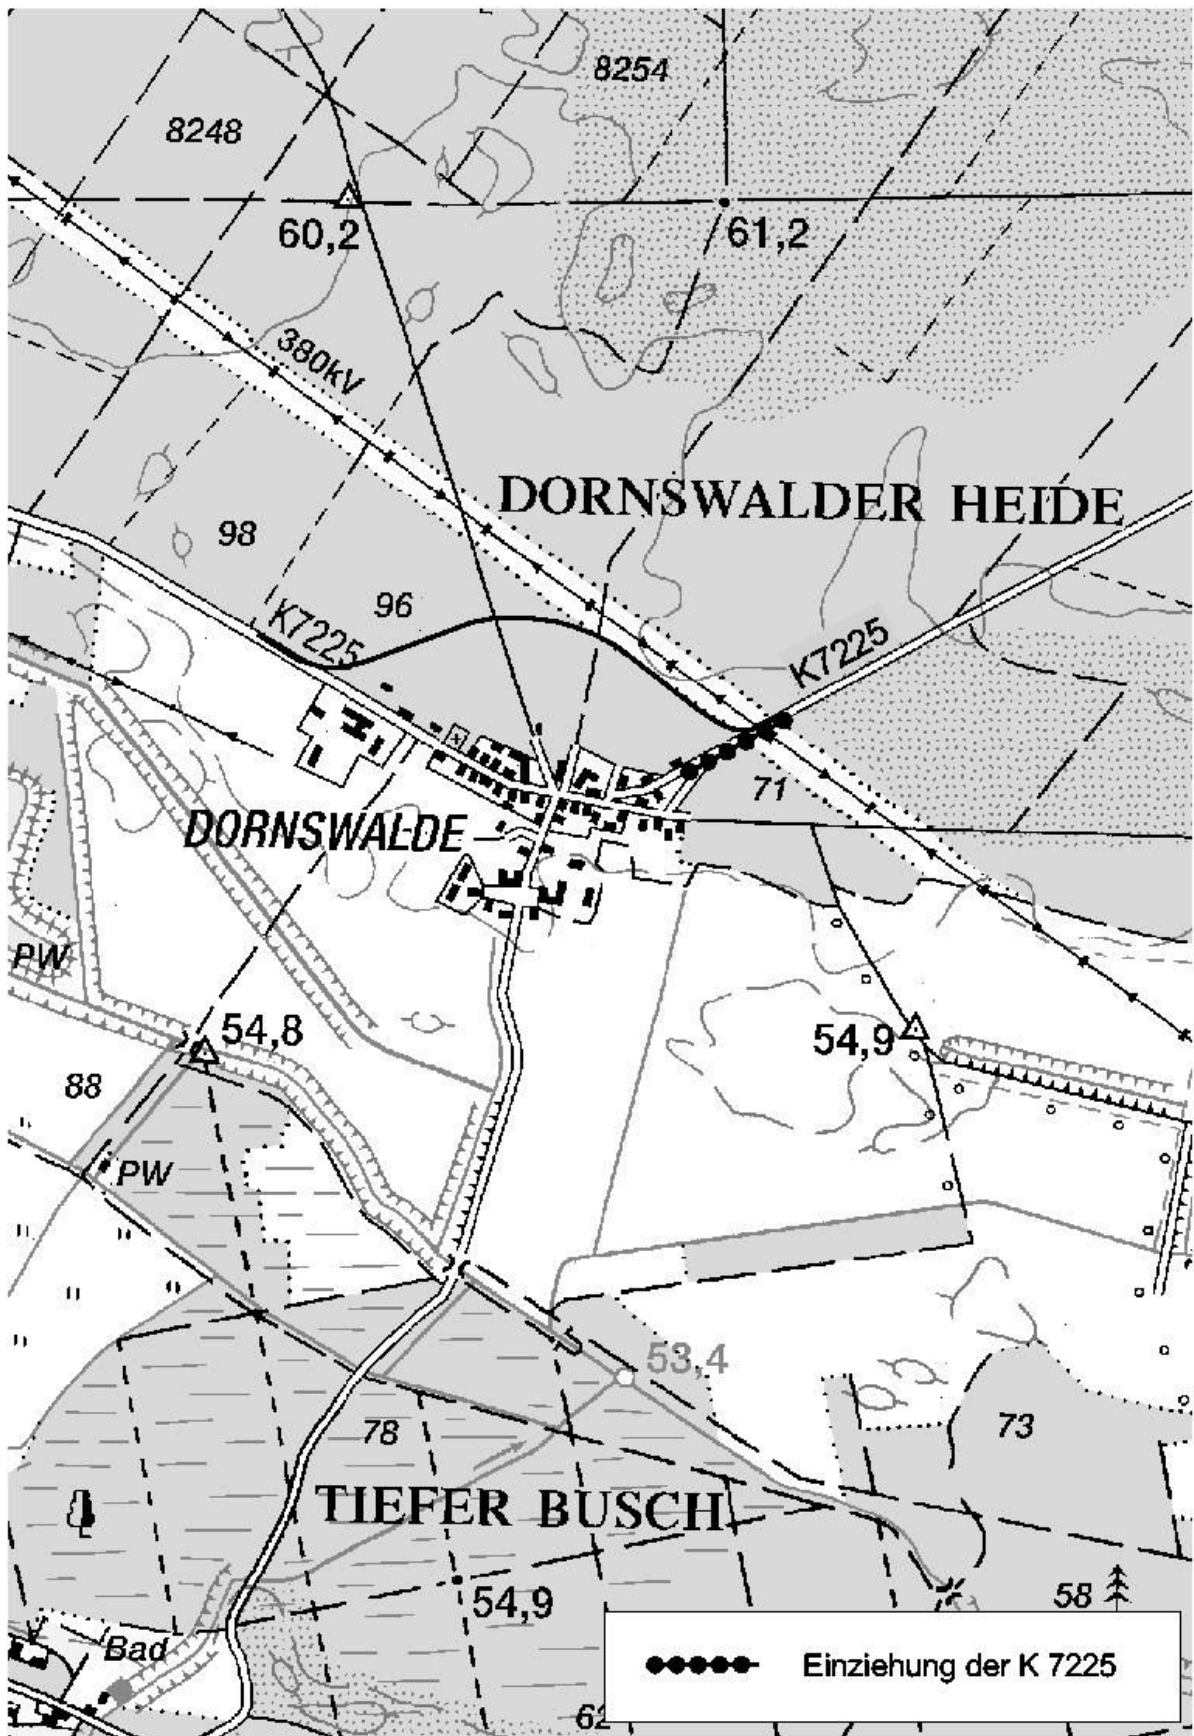 8254
8248
60,2
61,2
380kV
DORNSWALDER HEIDE
98
96
K7225
K7225
71
DORNSWALDE
PW
54,8
54,9
88
PW
53,4
78
73
TIEFER BUSCH
58
54,9
Bad
62
Einziehung der K 7225